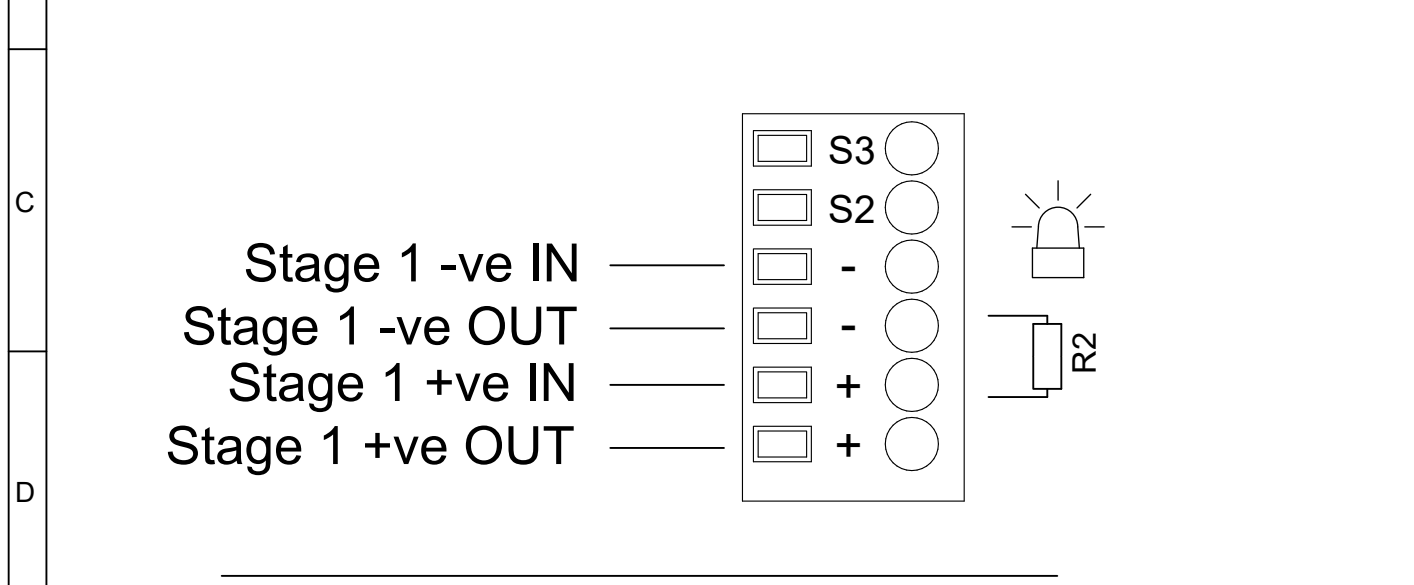 S3
C
S2
Stage 1 -ve IN
-
Stage 1 -ve OUT
-
R2
Stage 1 +ve IN
+
Stage 1 +ve OUT
+
D